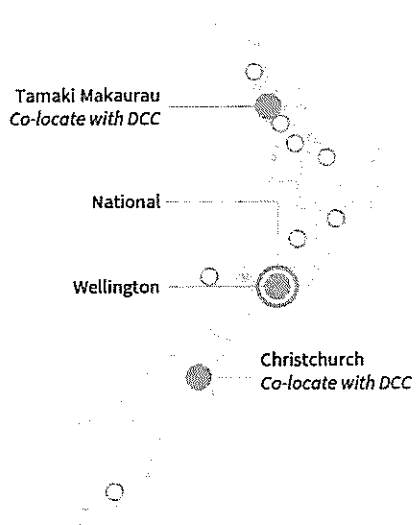 Tamaki Makaurau
Co-locate with DCC
National
Wellington
Christchurch
Co-locate with DCC